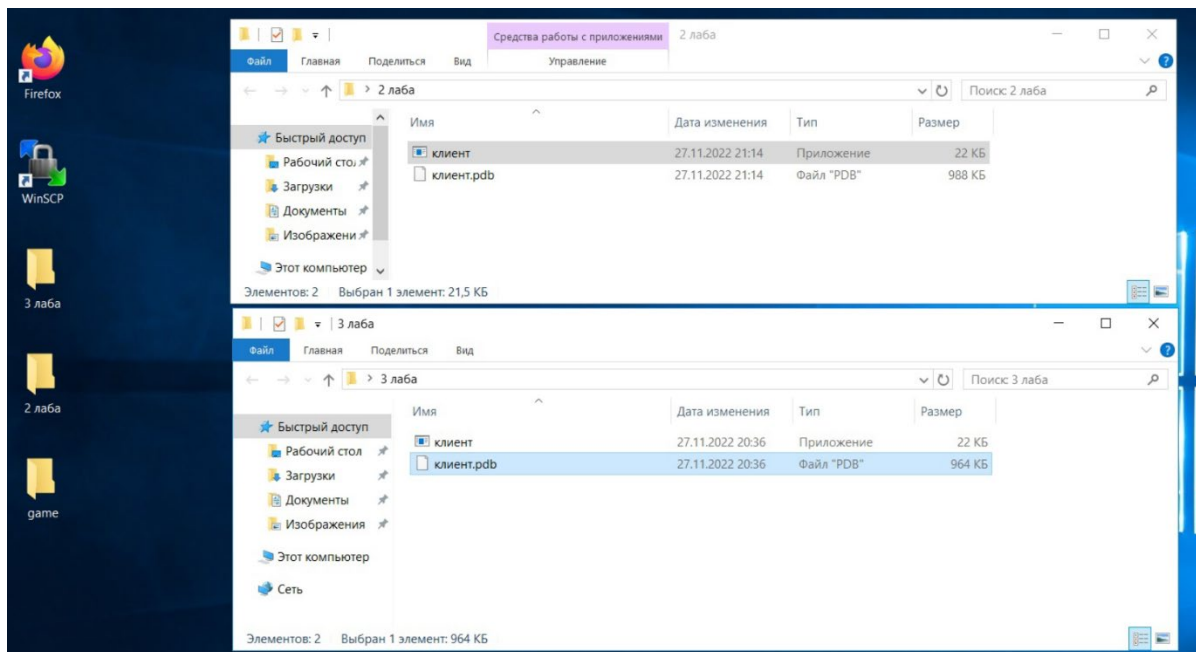 Firefox
WinSCP
3 лаба
2 лаба
game
Средства работы с приложениями 2 лаба
Файл Главная Поделиться Вид Управление
2 лаба Поиск: 2 лаба
Имя Дата изменения Тип Размер
Быстрый доступ
клиент 27.11.2022 21:14 Приложение 22 КБ
Рабочий стол
клиент.pdb 27.11.2022 21:14 Файл "PDB" 988 КБ
Загрузки
Документы
Изображени
Этот компьютер
Элементов: 2 Выбран 1 элемент: 21,5 КБ
3 лаба
Файл Главная Поделиться Вид
3 лаба Поиск: 3 лаба
Имя Дата изменения Тип Размер
Быстрый доступ
клиент 27.11.2022 20:36 Приложение 22 КБ
Рабочий стол
клиент.pdb 27.11.2022 20:36 Файл "PDB" 964 КБ
Загрузки
Документы
Изображения
Этот компьютер
Сеть
Элементов: 2 Выбран 1 элемент: 964 КБ